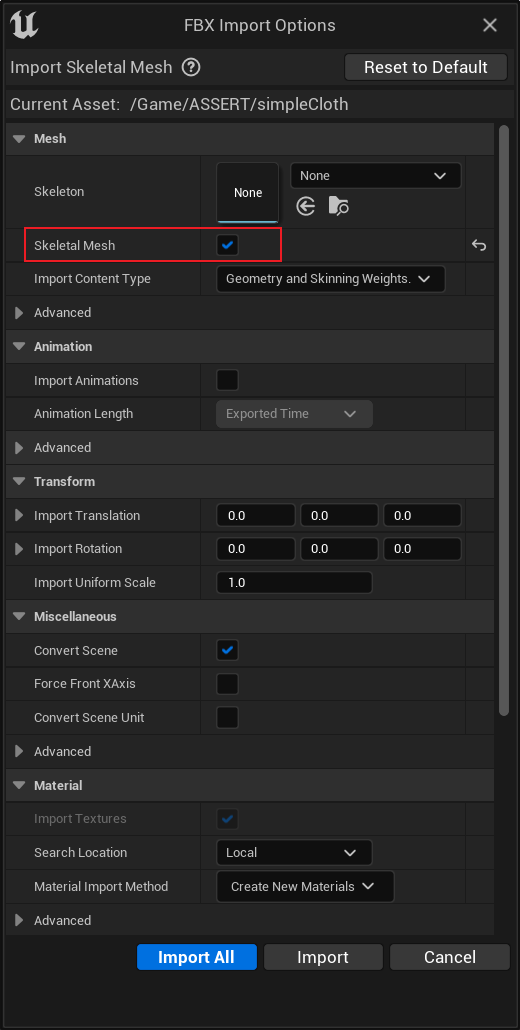 FBX Import Options
Import Skeletal Mesh ?
Reset to Default
Current Asset: /Game/ASSERT/simpleCloth
Mesh
Skeleton
None
None
Skeletal Mesh
Import Content Type
Geometry and Skinning Weights.
Advanced
Animation
Import Animations
Animation Length
Exported Time
Advanced
Transform
Import Translation
0.0 0.0 0.0
Import Rotation
0.0 0.0 0.0
Import Uniform Scale
1.0
Miscellaneous
Convert Scene
Force Front XAxis
Convert Scene Unit
Advanced
Material
Import Textures
Search Location
Local
Material Import Method
Create New Materials
Advanced
Import All
Import
Cancel